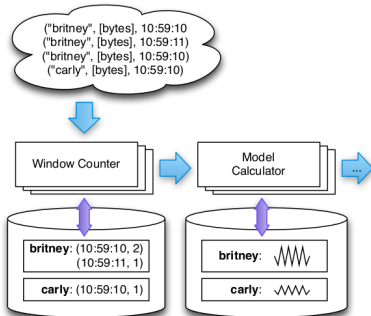 ("britney", [bytes], 10:59:10
("britney", [bytes], 10:59:11)
("britney", [bytes], 10:59:10)
("carly", [bytes], 10:59:10)
Window Counter
Model
Calculator
...
britney: (10:59:10, 2)
(10:59:11, 1)
carly: (10:59:10, 1)
britney:
carly: